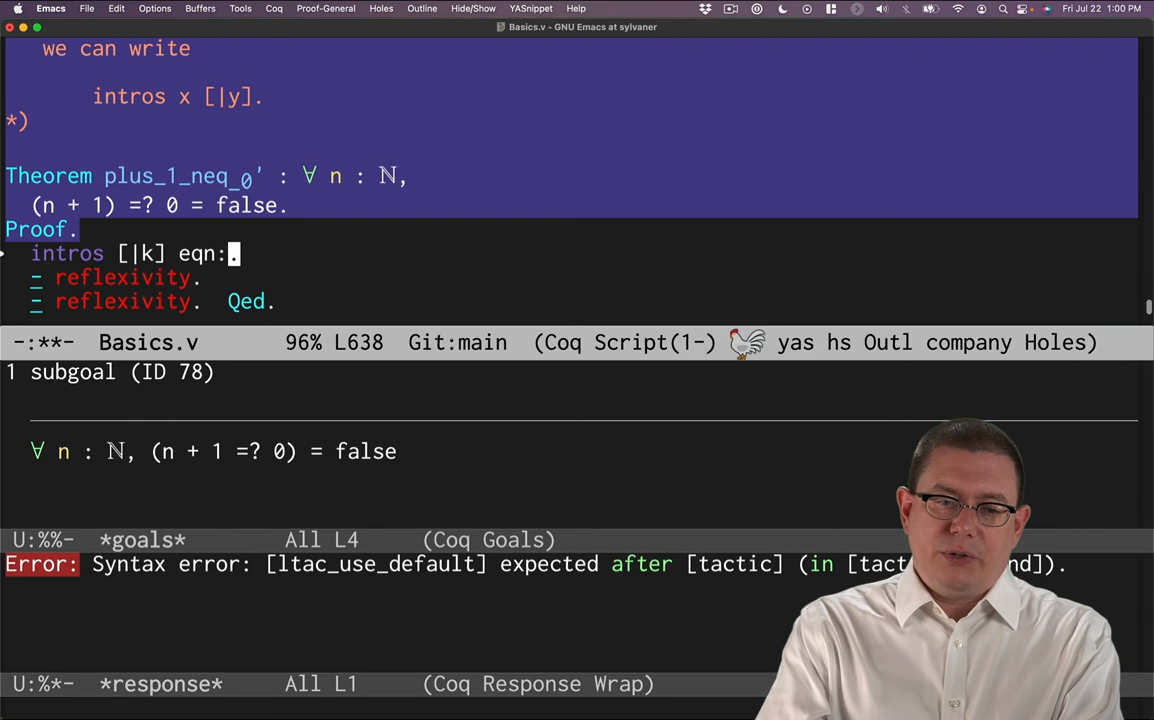 Emacs File Edit Options Buffers Tools Coq Proof-General Holes Outline Hide/Show YASnippet Help Fri Jul 22 1:00 PM
Basics.v - GNU Emacs at sylvaner
we can write
intros x [|y].
*)
Theorem plus_1_neq_0' : ∀ n : ℕ,
(n + 1) =? 0 = false.
Proof.
intros [|k] eqn:.
- reflexivity.
- reflexivity. Qed.
-:**- Basics.v 96% L638 Git:main (Coq Script(1-) yas hs Outl company Holes)
1 subgoal (ID 78)
∀ n : ℕ, (n + 1 =? 0) = false
U:%%- *goals* All L4 (Coq Goals)
Error: Syntax error: [ltac_use_default] expected after [tactic] (in [tact nd]).
U:%*- *response* All L1 (Coq Response Wrap)